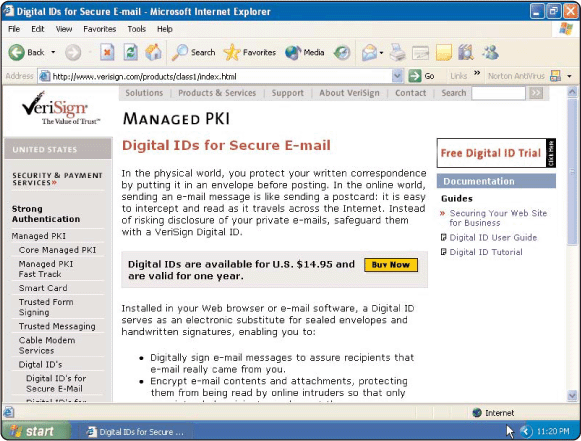 Digital IDs for Secure E-mail - Microsoft Internet Explorer
File Edit View Favorites Tools Help
Back Search Favorites Media
Address http://www.verisign.com/products/class1/index.html Go Links » Norton AntiVirus
Solutions | Products & Services | Support | About VeriSign | Contact | Search >>
VeriSign
The Value of Trust™
MANAGED PKI
UNITED STATES
SECURITY & PAYMENT
SERVICES»
Strong
Authentication
Managed PKI
Core Managed PKI
Managed PKI
Fast Track
Smart Card
Trusted Form
Signing
Trusted Messaging
Cable Modem
Services
Digtal ID's
Digital ID's for
Secure E-Mail
Digital ID's for
Digital IDs for Secure E-mail
In the physical world, you protect your written correspondence
by putting it in an envelope before posting. In the online world,
sending an e-mail message is like sending a postcard: it is easy
to intercept and read as it travels across the Internet. Instead
of risking disclosure of your private e-mails, safeguard them
with a VeriSign Digital ID.
Digital IDs are available for U.S. $14.95 and
are valid for one year.
Buy Now
Installed in your Web browser or e-mail software, a Digital ID
serves as an electronic substitute for sealed envelopes and
handwritten signatures, enabling you to:
• Digitally sign e-mail messages to assure recipients that
e-mail really came from you.
• Encrypt e-mail contents and attachments, protecting
them from being read by online intruders so that only
Free Digital ID Trial
Click Here
Documentation
Guides
» Securing Your Web Site
for Business
Digital ID User Guide
Digital ID Tutorial
Internet
start
Digital IDs for Secure ...
11:20 PM